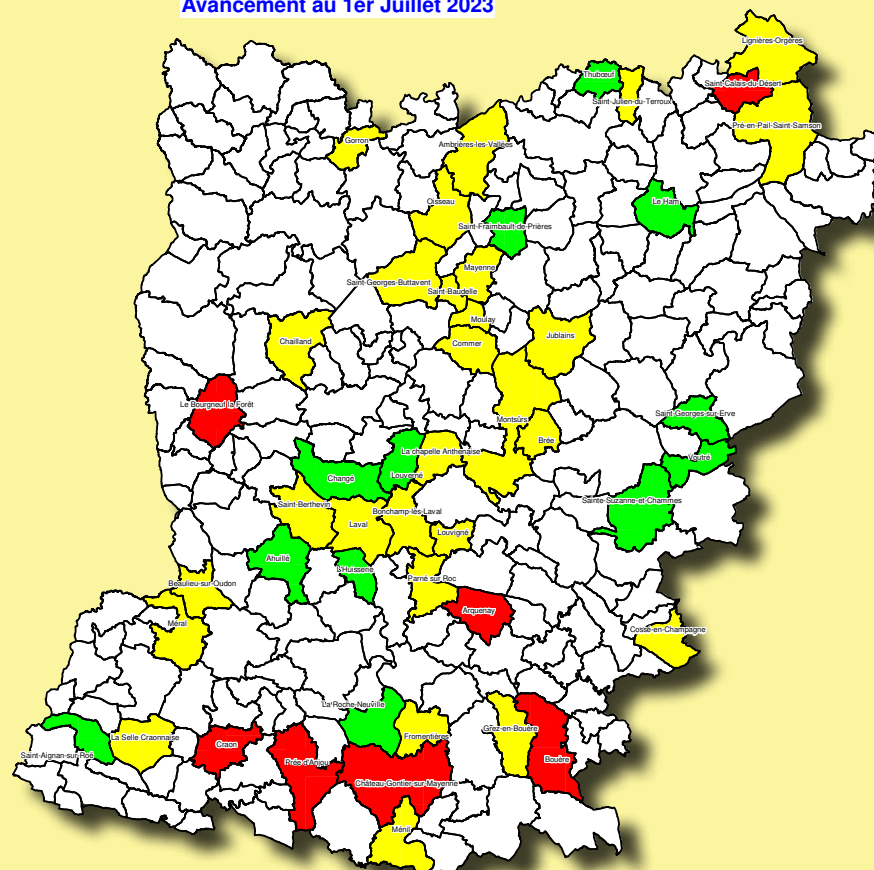 Avancement au 1er Juillet 2023
Lignières-Orgères
Thubœuf
Saint-Calais-du-Désert
Saint-Julien-du-Terroux
Pré-en-Pail-Saint-Samson
Gorron
Ambrières-les-Vallées
Le Ham
Oisseau
Saint-Fraimbault-de-Prières
Mayenne
Saint-Georges-Buttavent
Saint-Baudelle
Moulay
Chailland
Commer
Jublains
Le Bourgneuf la Forêt
Saint-Georges-sur-Erve
Montsûrs
Brée
La chapelle Anthenaise
Voutré
Changé
Louverné
Sainte-Suzanne-et-Chammes
Saint-Berthevin
Bonchamp-lès-Laval
Laval
Louvigné
Ahuillé
L'Huisserie
Parné sur Roc
Beaulieu-sur-Oudon
Arquenay
Méral
Cossé-en-Champagne
La Roche-Neuville
Grez-en-Bouère
La Selle Craonnaise
Fromentières
Craon
Saint-Aignan-sur-Roë
Prée-d'Anjou
Bouère
Château-Gontier-sur-Mayenne
Ménil